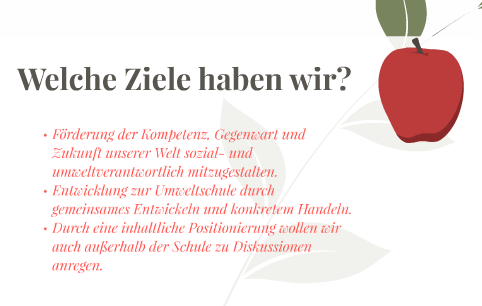 Welche Ziele haben wir?
• Förderung der Kompetenz, Gegenwart und
Zukunft unserer Welt sozial- und
umweltverantwortlich mitzugestalten.
• Entwicklung zur Umweltschule durch
gemeinsames Entwickeln und konkretem Handeln.
• Durch eine inhaltliche Positionierung wollen wir
auch außerhalb der Schule zu Diskussionen
anregen.